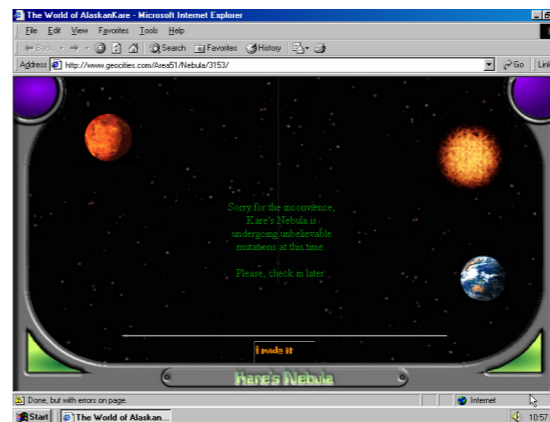 The World of AlaskanKare - Microsoft Internet Explorer
File Edit View Favorites Tools Help
Back Search Favorites History
Address http://www.geocities.com/Area51/Nebula/3153/ Go Link
Sorry for the inconvience,
Kare's Nebula is
undergoing unbelievable
mutations at this time.
Please, check in later...
i made it
Kare's Nebula
Done, but with errors on page. Internet
Start The World of Alaskan... 10:57